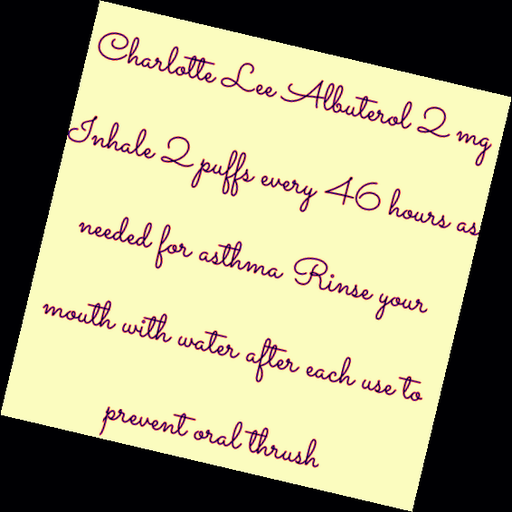 Charlotte Lee Albuterol 2 mg
Inhale 2 puffs every 46 hours as
needed for asthma Rinse your
mouth with water after each use to
prevent oral thrush